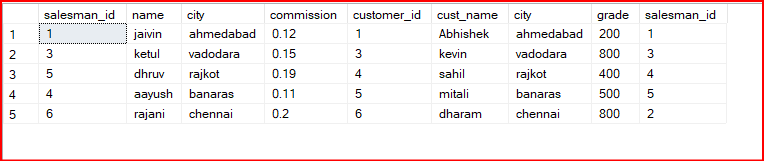 salesman_id name city commission customer_id cust_name city grade salesman_id
1 1 jaivin ahmedabad 0.12 1 Abhishek ahmedabad 200 1
2 3 ketul vadodara 0.15 3 kevin vadodara 800 3
3 5 dhruv rajkot 0.19 4 sahil rajkot 400 4
4 4 aayush banaras 0.11 5 mitali banaras 500 5
5 6 rajani chennai 0.2 6 dharam chennai 800 2